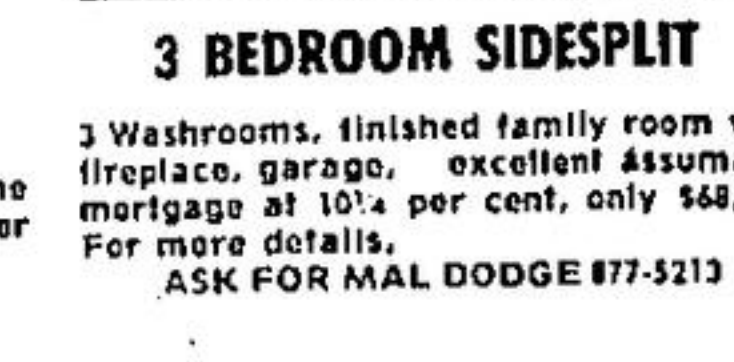 3 BEDROOM SIDESPLIT
3 Washrooms, finished family room
fireplace, garage, excellent Assum
mortgage at 10¼ per cent, only $68,
or
For more details,
ASK FOR MAL DODGE 877-5213